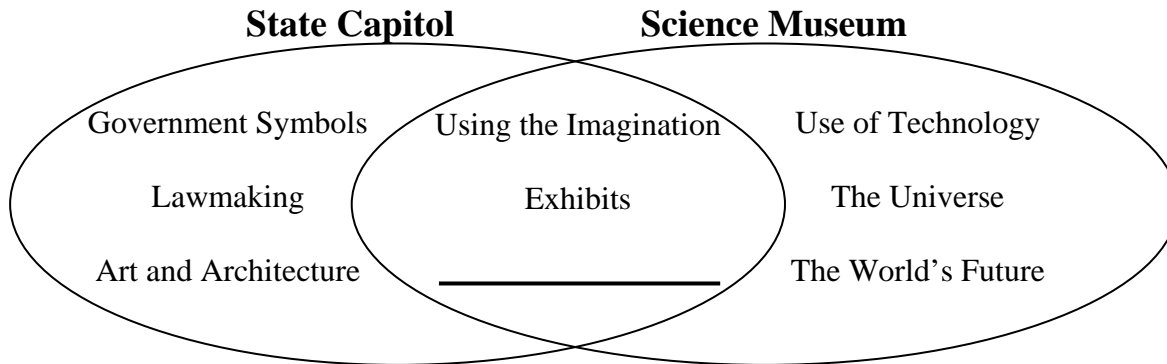 State Capitol
Science Museum
Government Symbols
Using the Imagination
Use of Technology
Lawmaking
Exhibits
The Universe
Art and Architecture
The World’s Future